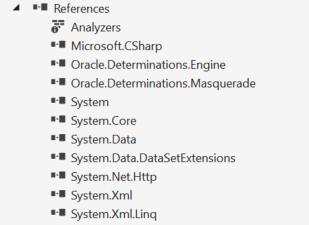 References
Analyzers
Microsoft.CSharp
Oracle.Determinations.Engine
Oracle.Determinations.Masquerade
System
System.Core
System.Data
System.Data.DataSetExtensions
System.Net.Http
System.Xml
System.Xml.Linq